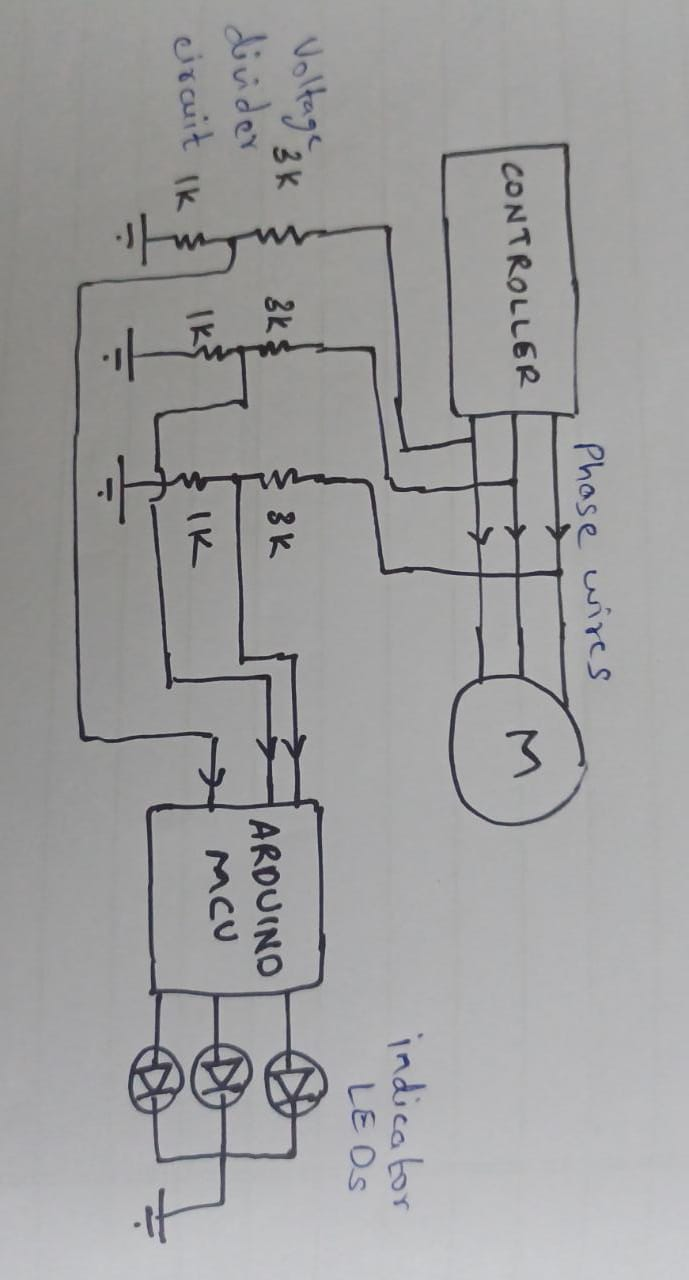 CONTROLLER
Phase wires
M
Voltage
divider
circuit
3K
1K
3K
1K
3K
1K
ARDUINO
MCU
indicator
LEDs